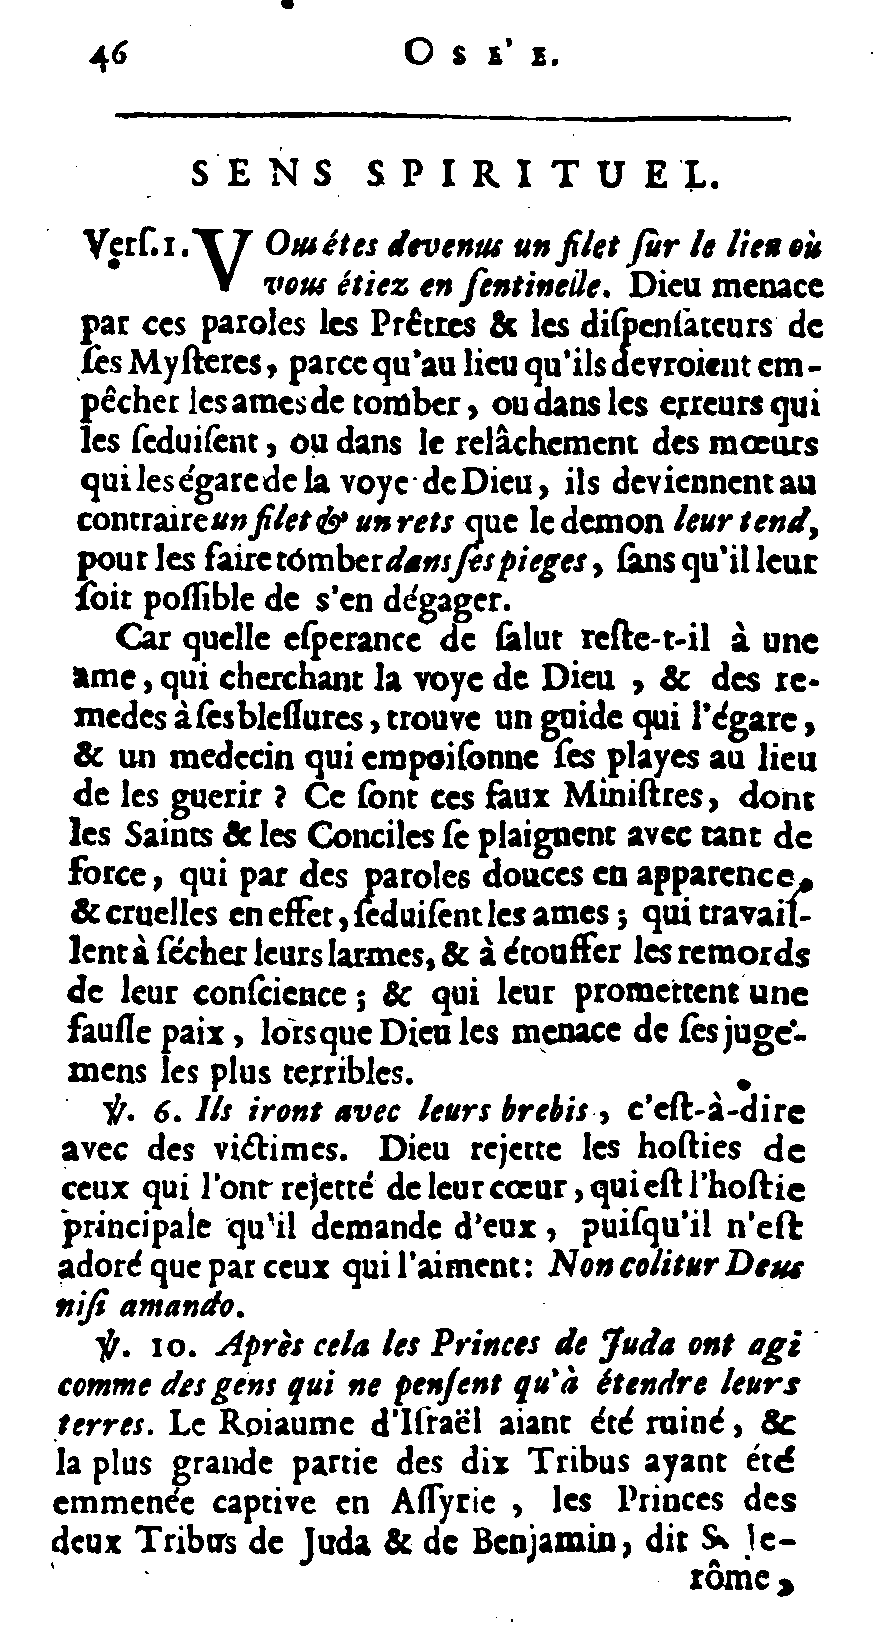 46 OSE'E.
SENS SPIRITUEL.
Verſ. 1. VOus étes devenus un filet ſur le lieu où
vous étiez en ſentinelle. Dieu menace
par ces paroles les Prêtres & les diſpenſateurs de
ſes Myſteres, parce qu'au lieu qu'ils devroient em-
pêcher les ames de tomber, ou dans les erreurs qui
les ſeduiſent, ou dans le relâchement des mœurs
qui les égare de la voye de Dieu, ils deviennent au
contraire un filet & un rets que le demon leur tend,
pour les faire tomber dans ſes pieges, ſans qu'il leur
ſoit poſſible de s'en dégager.
Car quelle eſperance de ſalut reſte-t-il à une
ame, qui cherchant la voye de Dieu, & des re-
medes à ſes bleſſures, trouve un guide qui l'égare,
& un medecin qui empoiſonne ſes playes au lieu
de les guerir ? Ce ſont ces faux Miniſtres, dont
les Saints & les Conciles ſe plaignent avec tant de
force, qui par des paroles douces en apparence,
& cruelles en effet, ſeduiſent les ames ; qui travail-
lent à ſécher leurs larmes, & à étouffer les remords
de leur conſcience ; & qui leur promettent une
fauſſe paix, lorsque Dieu les menace de ſes juge-
mens les plus terribles.
℣. 6. Ils iront avec leurs brebis, c'eſt-à-dire
avec des victimes. Dieu rejette les hoſties de
ceux qui l'ont rejetté de leur cœur, qui eſt l'hoſtie
principale qu'il demande d'eux, puiſqu'il n'eſt
adoré que par ceux qui l'aiment: Non colitur Deus
niſi amando.
℣. 10. Après cela les Princes de Juda ont agi
comme des gens qui ne penſent qu'à étendre leurs
terres. Le Roiaume d'Iſraël aiant été ruiné, &
la plus grande partie des dix Tribus ayant été
emmenée captive en Aſſyrie, les Princes des
deux Tribus de Juda & de Benjamin, dit S. Je-
rôme,